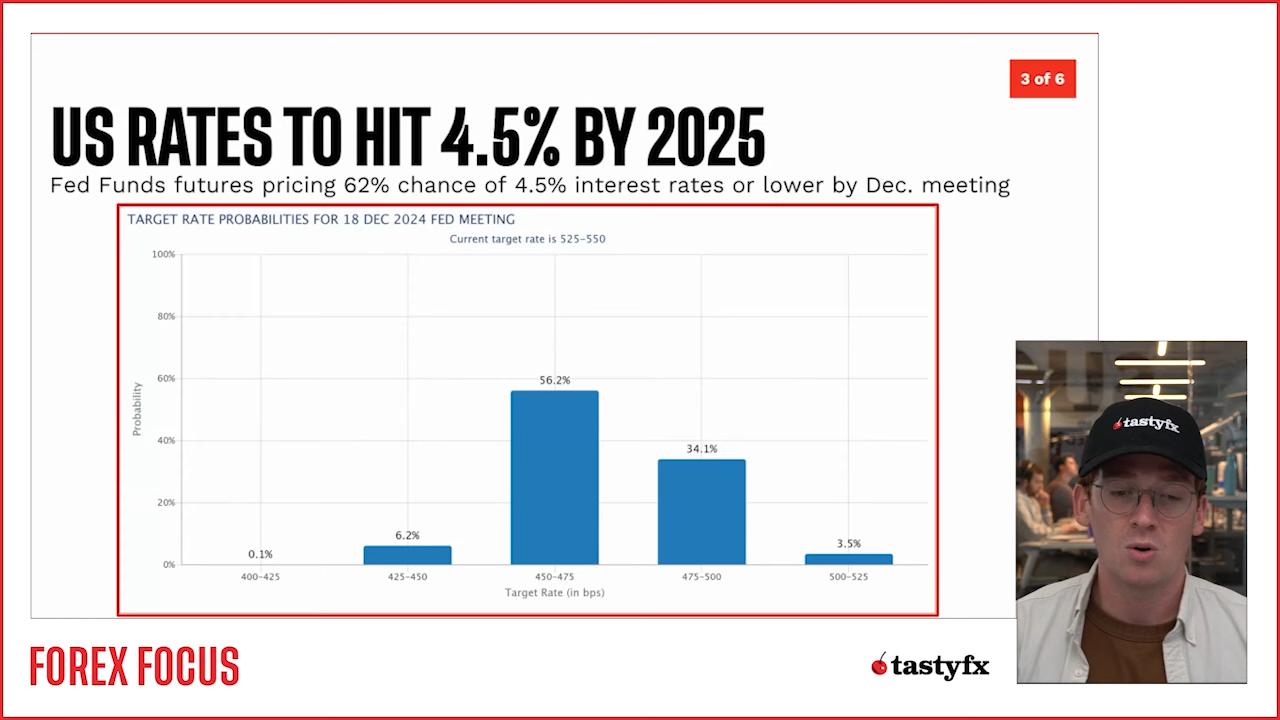 3 of 6
US RATES TO HIT 4.5% BY 2025
Fed Funds futures pricing 62% chance of 4.5% interest rates or lower by Dec. meeting
TARGET RATE PROBABILITIES FOR 18 DEC 2024 FED MEETING
Current target rate is 525-550
100%
80%
60%
40%
20%
0%
Probability
0.1%
6.2%
56.2%
34.1%
3.5%
400-425
425-450
450-475
475-500
500-525
Target Rate (in bps)
tastyfx
FOREX FOCUS
tastyfx